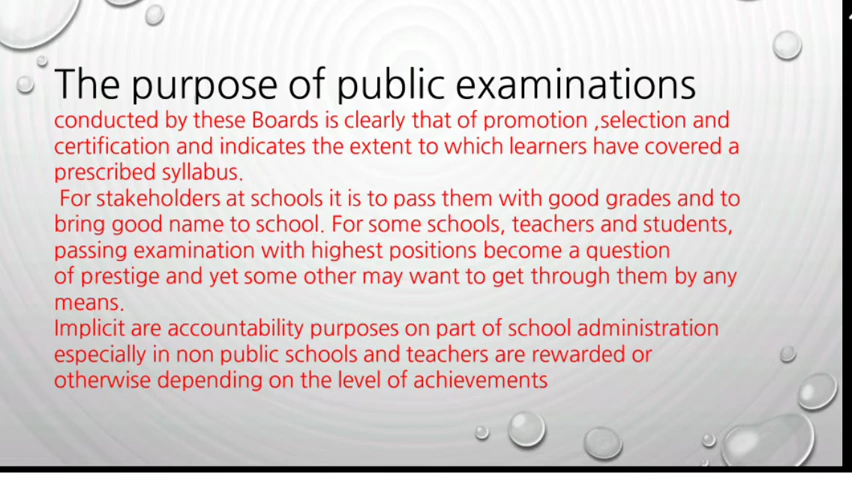 The purpose of public examinations
conducted by these Boards is clearly that of promotion ,selection and
certification and indicates the extent to which learners have covered a
prescribed syllabus.
For stakeholders at schools it is to pass them with good grades and to
bring good name to school. For some schools, teachers and students,
passing examination with highest positions become a question
of prestige and yet some other may want to get through them by any
means.
Implicit are accountability purposes on part of school administration
especially in non public schools and teachers are rewarded or
otherwise depending on the level of achievements